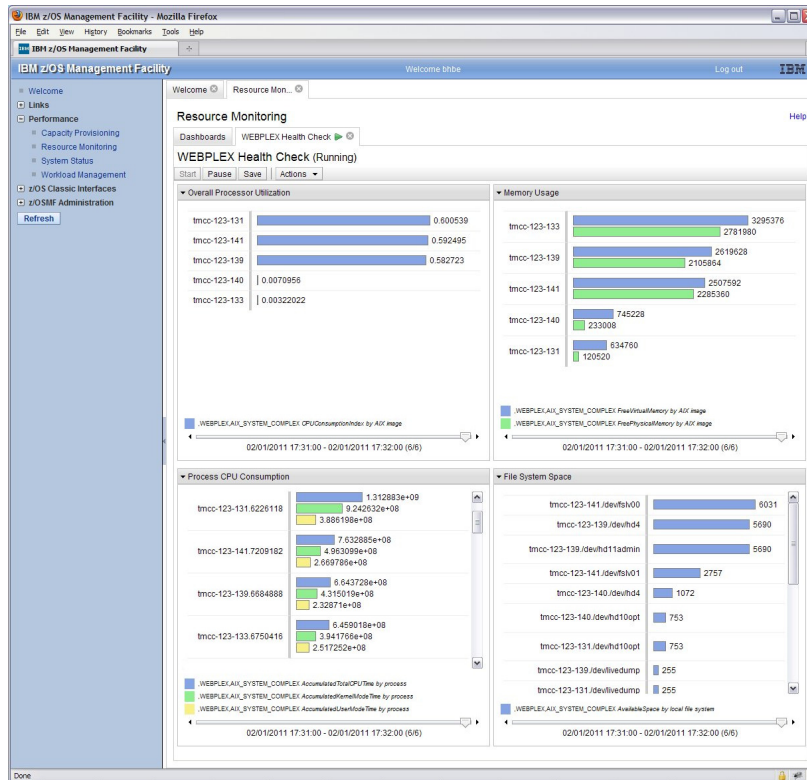 IBM z/OS Management Facility - Mozilla Firefox
File Edit View History Bookmarks Tools Help
IBM z/OS Management Facility
IBM z/OS Management Facility Welcome bhbe Log out IBM
Welcome
Links
Performance
Capacity Provisioning
Resource Monitoring
System Status
Workload Management
z/OS Classic Interfaces
z/OSMF Administration
Refresh
Welcome Resource Mon...
Resource Monitoring Help
Dashboards WEBPLEX Health Check
WEBPLEX Health Check (Running)
Start Pause Save Actions
Overall Processor Utilization
tmcc-123-131 0.600539
tmcc-123-141 0.592495
tmcc-123-139 0.582723
tmcc-123-140 0.0070956
tmcc-123-133 0.00322022
,WEBPLEX,AIX_SYSTEM_COMPLEX CPUConsumptionIndex by AIX image
02/01/2011 17:31:00 - 02/01/2011 17:32:00 (6/6)
Memory Usage
tmcc-123-133 3295376
2781980
tmcc-123-139 2619628
2105864
tmcc-123-141 2507592
2285360
tmcc-123-140 745228
233008
tmcc-123-131 634760
120520
,WEBPLEX,AIX_SYSTEM_COMPLEX FreeVirtualMemory by AIX image
,WEBPLEX,AIX_SYSTEM_COMPLEX FreePhysicalMemory by AIX image
02/01/2011 17:31:00 - 02/01/2011 17:32:00 (6/6)
Process CPU Consumption
tmcc-123-131.6226118 1.312883e+09
9.242632e+08
3.886198e+08
tmcc-123-141.7209182 7.632885e+08
4.963099e+08
2.669786e+08
tmcc-123-139.6684888 6.643728e+08
4.315019e+08
2.32871e+08
tmcc-123-133.6750416 6.459018e+08
3.941766e+08
2.517252e+08
,WEBPLEX,AIX_SYSTEM_COMPLEX AccumulatedTotalCPUTime by process
,WEBPLEX,AIX_SYSTEM_COMPLEX AccumulatedKernelModeTime by process
,WEBPLEX,AIX_SYSTEM_COMPLEX AccumulatedUserModeTime by process
02/01/2011 17:31:00 - 02/01/2011 17:32:00 (6/6)
File System Space
tmcc-123-141./dev/fslv00 6031
tmcc-123-139./dev/hd4 5690
tmcc-123-139./dev/hd11admin 5690
tmcc-123-141./dev/fslv01 2757
tmcc-123-140./dev/hd4 1072
tmcc-123-140./dev/hd10opt 753
tmcc-123-131./dev/hd10opt 753
tmcc-123-139./dev/livedump 255
tmcc-123-131./dev/livedump 255
,WEBPLEX,AIX_SYSTEM_COMPLEX AvailableSpace by local file system
02/01/2011 17:31:00 - 02/01/2011 17:32:00 (6/6)
Done